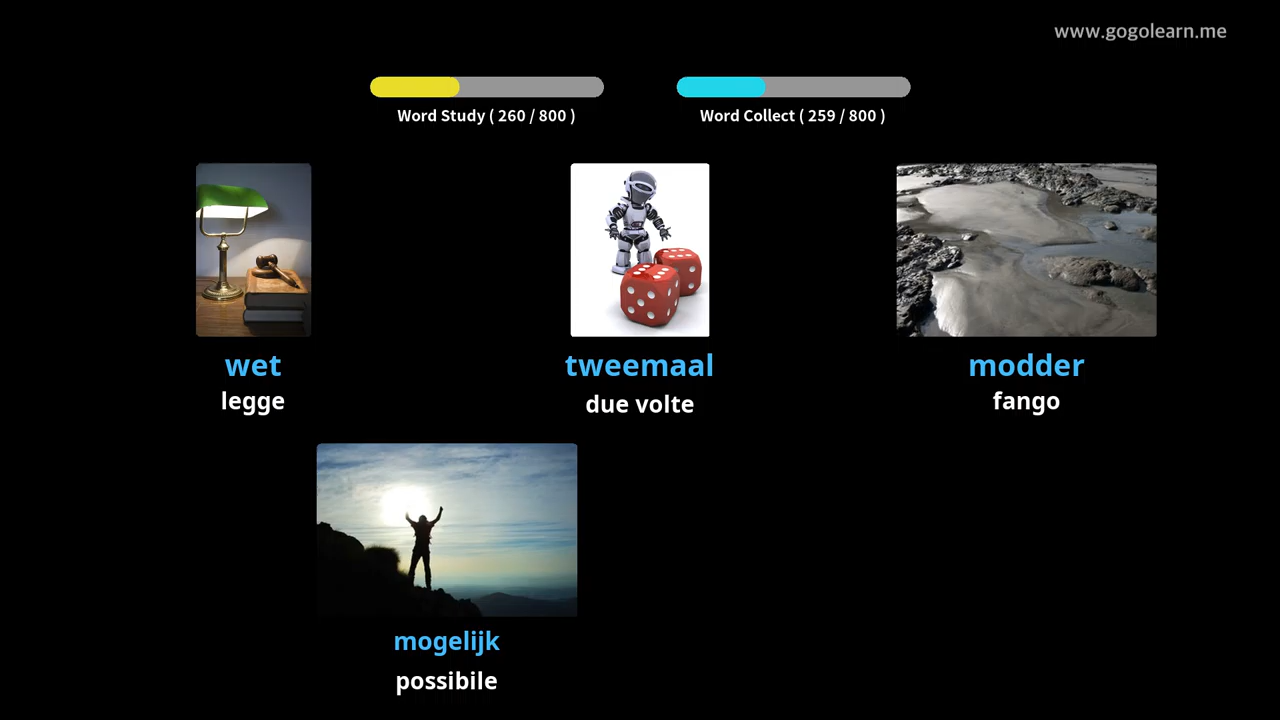 www.gogolearn.me
Word Study ( 260 / 800 )
Word Collect ( 259 / 800 )
wet
legge
tweemaal
due volte
modder
fango
mogelijk
possibile